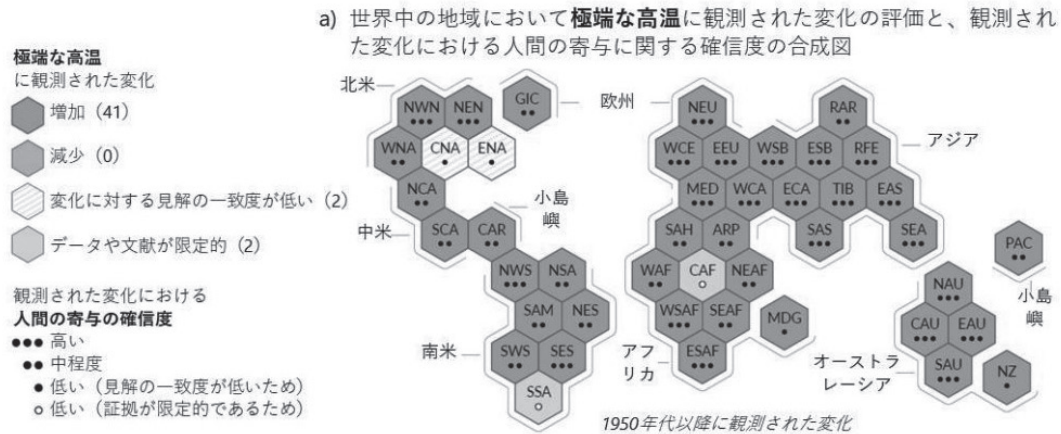 a) 世界中の地域において極端な高温に観測された変化の評価と、観測され
た変化における人間の寄与に関する確信度の合成図
極端な高温
に観測された変化
増加（41）
減少（0）
変化に対する見解の一致度が低い（2）
データや文献が限定的（2）
観測された変化における
人間の寄与の確信度
●●● 高い
●● 中程度
● 低い（見解の一致度が低いため）
○ 低い（証拠が限定的であるため）
北米
NWN
●●●
NEN
●●●
GIC
●●
WNA
●●
CNA
●
ENA
●
NCA
●●
中米
SCA
●●
CAR
●●
小島
嶼
南米
NWS
●●●
NSA
●●
SAM
●●
NES
●●
SWS
●●
SES
●●●
SSA
○
欧州
NEU
●●●
RAR
●●
アジア
WCE
●●●
EEU
●●●
WSB
●●●
ESB
●●●
RFE
●●●
MED
●●●
WCA
●●●
ECA
●●●
TIB
●●●
EAS
●●●
SAH
●●
ARP
●●
SAS
●●●
SEA
●●●
WAF
●●
CAF
○
NEAF
●●
WSAF
●●●
SEAF
●●
MDG
●
ESAF
●●●
アフ
リカ
PAC
●●
小島
嶼
NAU
●●●
CAU
●●●
EAU
●●●
SAU
●●●
NZ
●
オーストラ
レーシア
1950年代以降に観測された変化